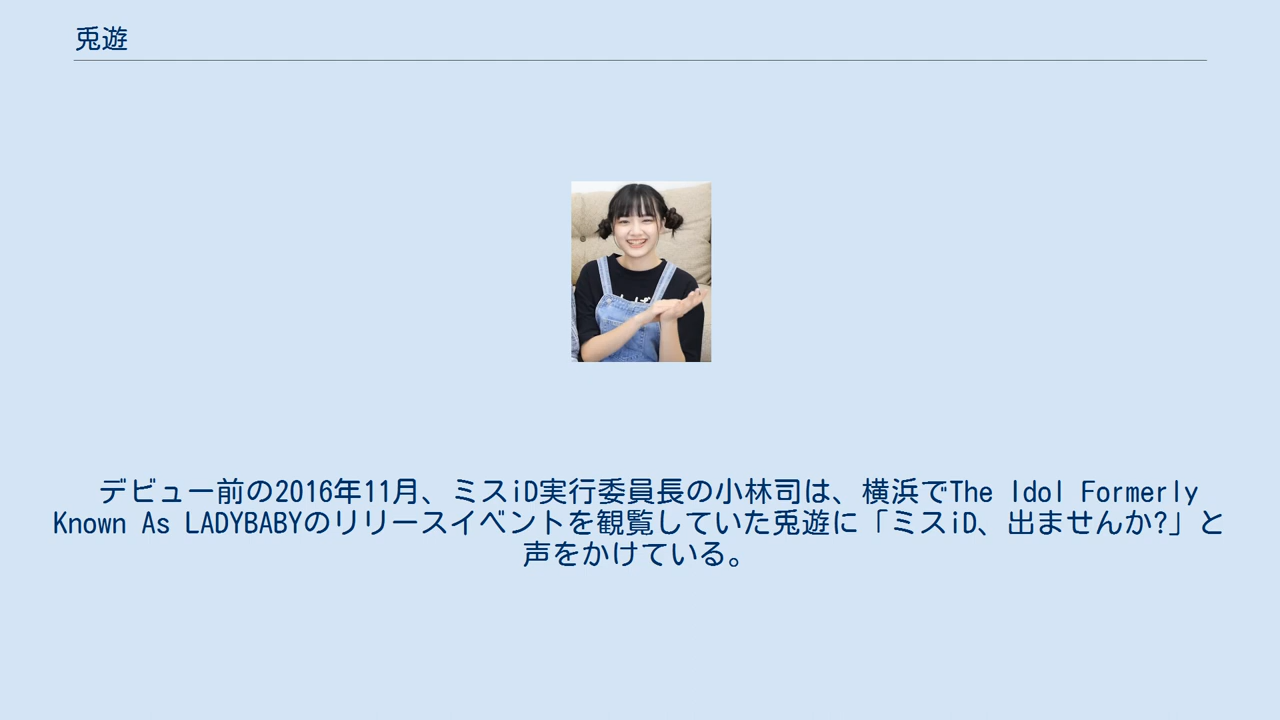 兎遊
デビュー前の2016年11月、ミスiD実行委員長の小林司は、横浜でThe Idol Formerly
Known As LADYBABYのリリースイベントを観覧していた兎遊に「ミスiD、出ませんか?」と
声をかけている。